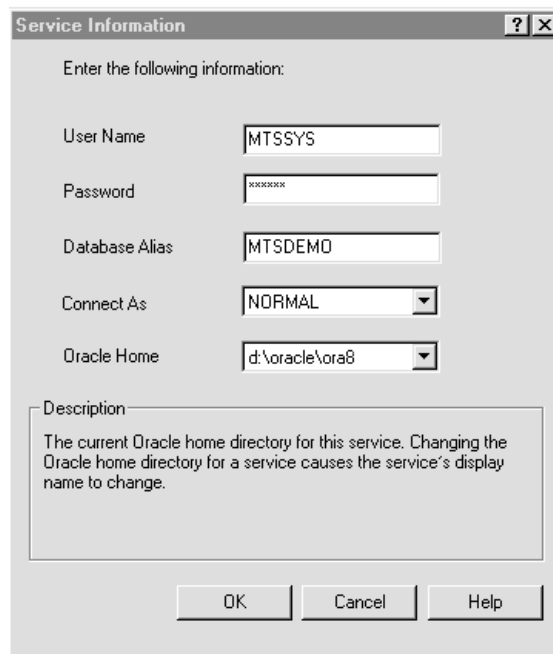 Service Information ? X
Enter the following information:
User Name MTSSYS
Password ******
Database Alias MTSDEMO
Connect As NORMAL
Oracle Home d:\oracle\ora8
Description
The current Oracle home directory for this service. Changing the
Oracle home directory for a service causes the service´s display
name to change.
OK Cancel Help